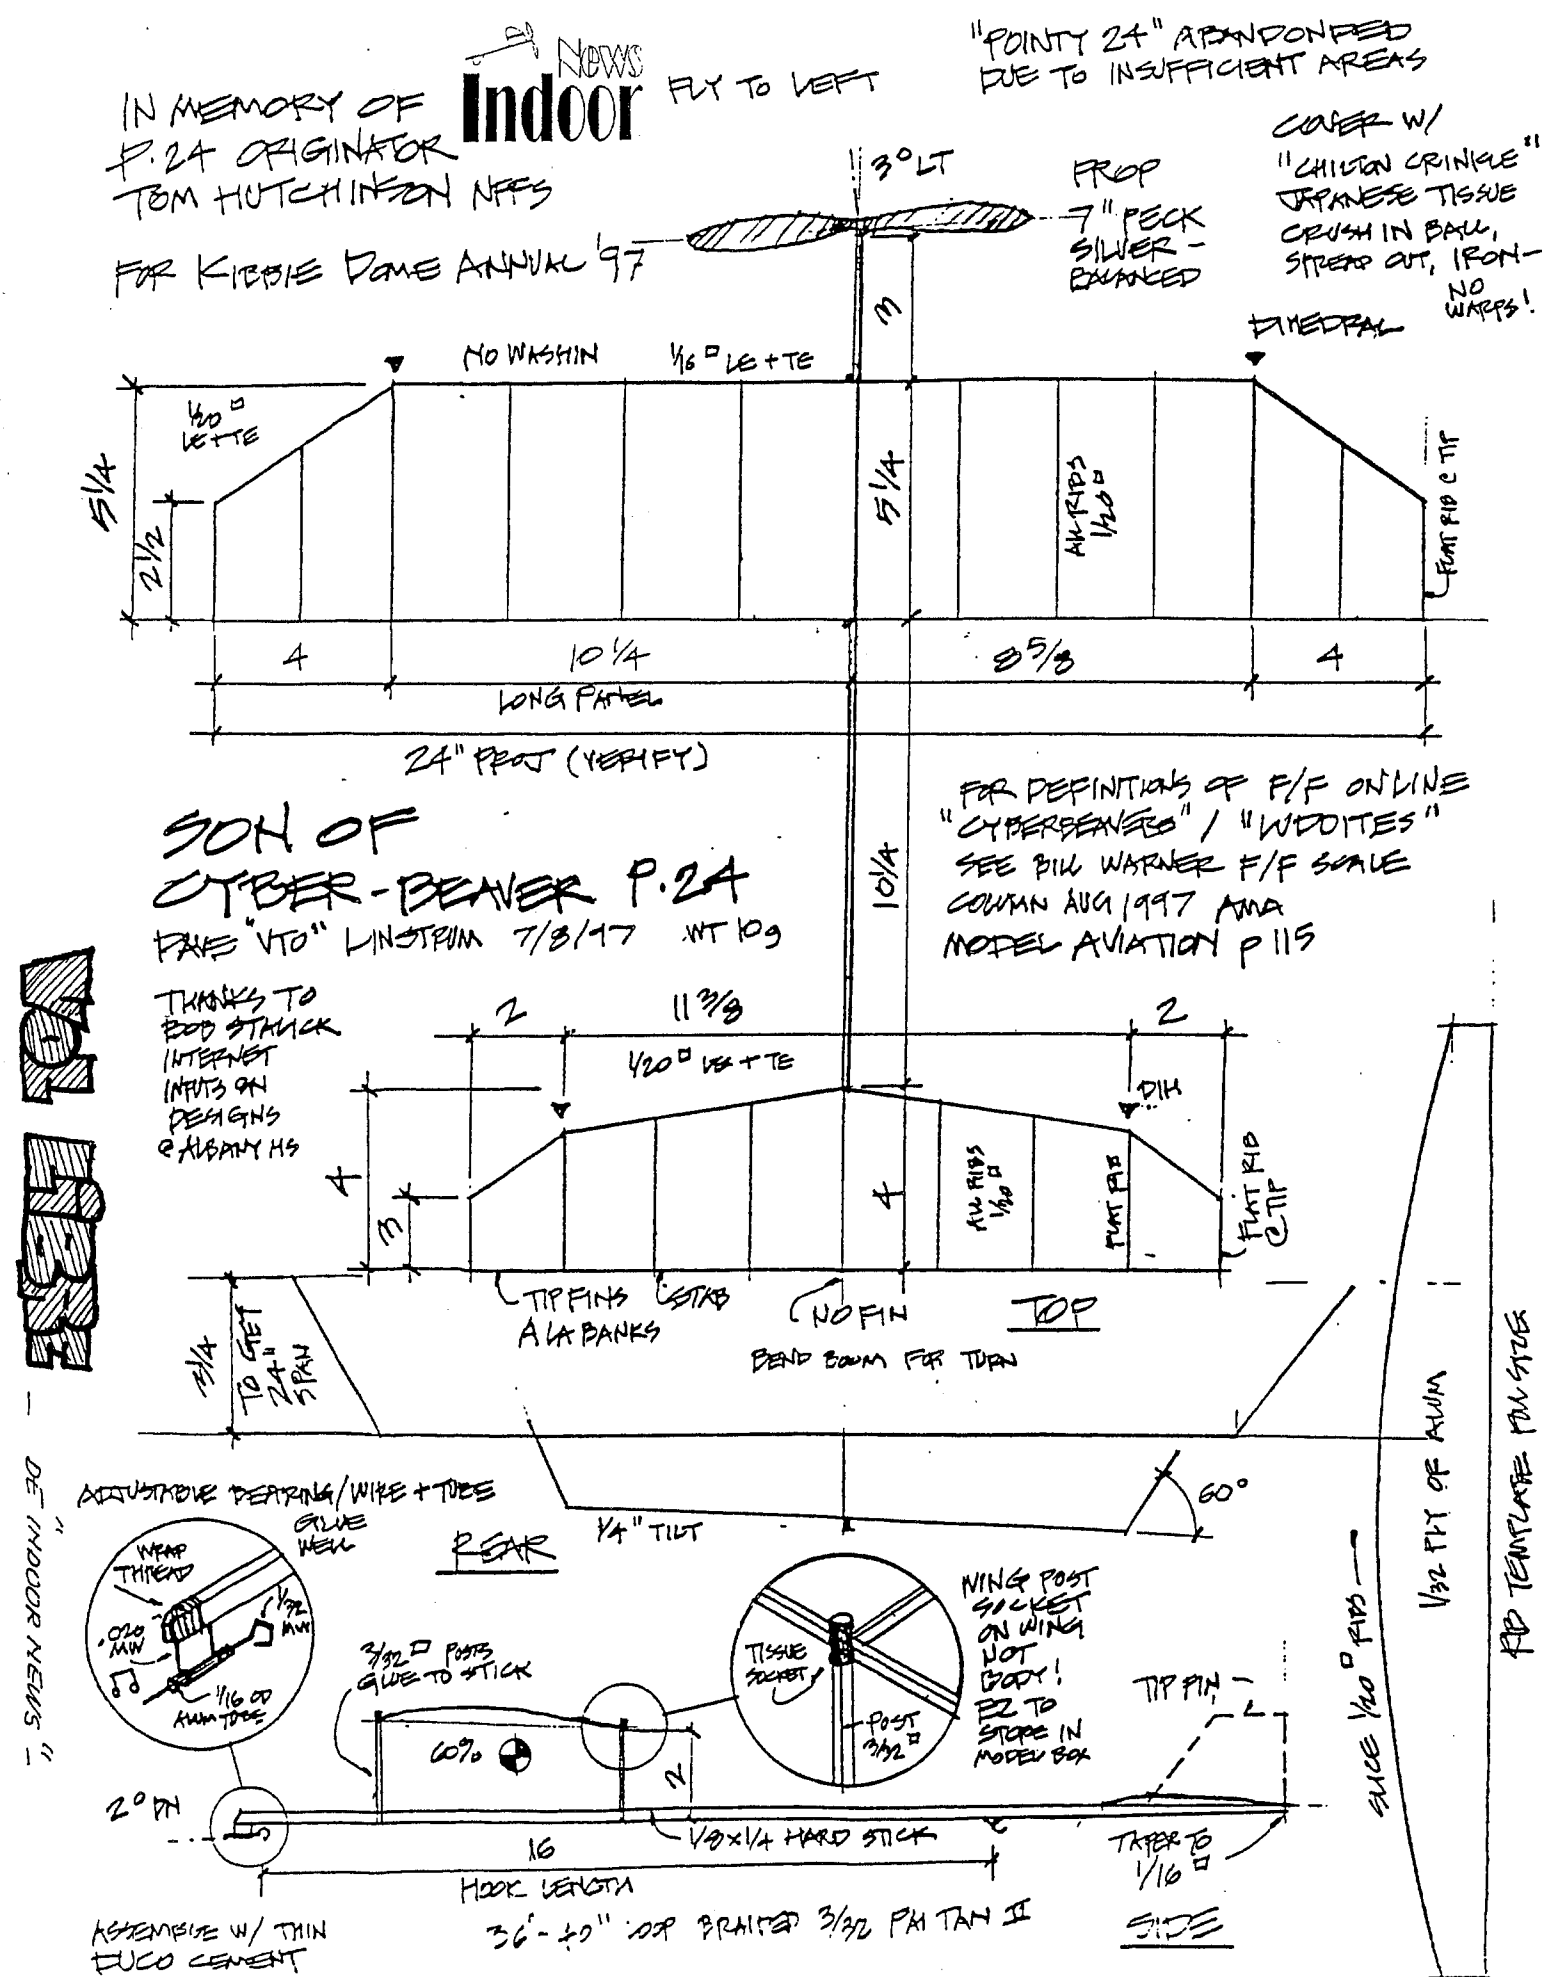 News
Indoor
FLY TO LEFT
"POINTY 24" ABANDONED
DUE TO INSUFFICIENT AREAS
IN MEMORY OF
P.24 ORIGINATOR
TOM HUTCHINSON NFFS
FOR KIBBIE DOME ANNUAL '97
3° LT
PROP
7" PECK
SILVER -
BALANCED
COVER W/
"CHILTON CRINKLE"
JAPANESE TISSUE
CRUSH IN BALL,
SPREAD OUT, IRON-
NO
WARPS!
3
DIHEDRAL
NO WASHIN
1/16 □ LE + TE
1/20 □
LE + TE
5 1/4
2 1/2
5 1/4
ALL RIBS
1/20 □
FLAT RIB @ TIP
4
10 1/4
8 5/8
4
LONG PANEL
24" PROJ (VERIFY)
SON OF
CYBER-BEAVER P.24
DAVE "VTO" LINSTRUM 7/8/97 WT 10g
10 1/4
FOR DEFINITIONS OF F/F ONLINE
"CYBERBEAVERS" / "LUDDITES"
SEE BILL WARNER F/F SCALE
COLUMN AUG 1997 AMA
MODEL AVIATION p 115
THANKS TO
BOB STALICK
INTERNET
INPUTS ON
DESIGNS
@ ALBANY HS
2
11 3/8
2
1/20 □ LE + TE
DIH
4
3
4
ALL RIBS
1/20 □
FLAT RIB
FLAT RIB
@ TIP
TIP FINS
A LA BANKS
STAB
NO FIN
TOP
BEND BOOM FOR TURN
3 1/4
TO GET
24"
SPAN
1/4" TILT
60°
REAR
ADJUSTABLE BEARING/WIRE + TUBE
GLUE
WELL
WRAP
THREAD
.020
MW
1/32
MW
1/16 OD
ALUM TUBE
3/32 □ POSTS
GLUE TO STICK
TISSUE
SOCKET
POST
3/32 □
WING POST
SOCKET
ON WING
NOT
BODY!
EZ TO
STORE IN
MODEL BOX
TIP FIN
60%
2
2° DN
1/8 x 1/4 HARD STICK
TAPER TO
1/16 □
16
HOOK LENGTH
36 - 40" LOOP BRAIDED 3/32 FAI TAN II
SIDE
ASSEMBLE W/ THIN
DUCO CEMENT
SLICE 1/20 □ RIBS
1/32 PLY OF ALUM
RIB TEMPLATE FULL SIZE
"DE INDOOR NEWS"